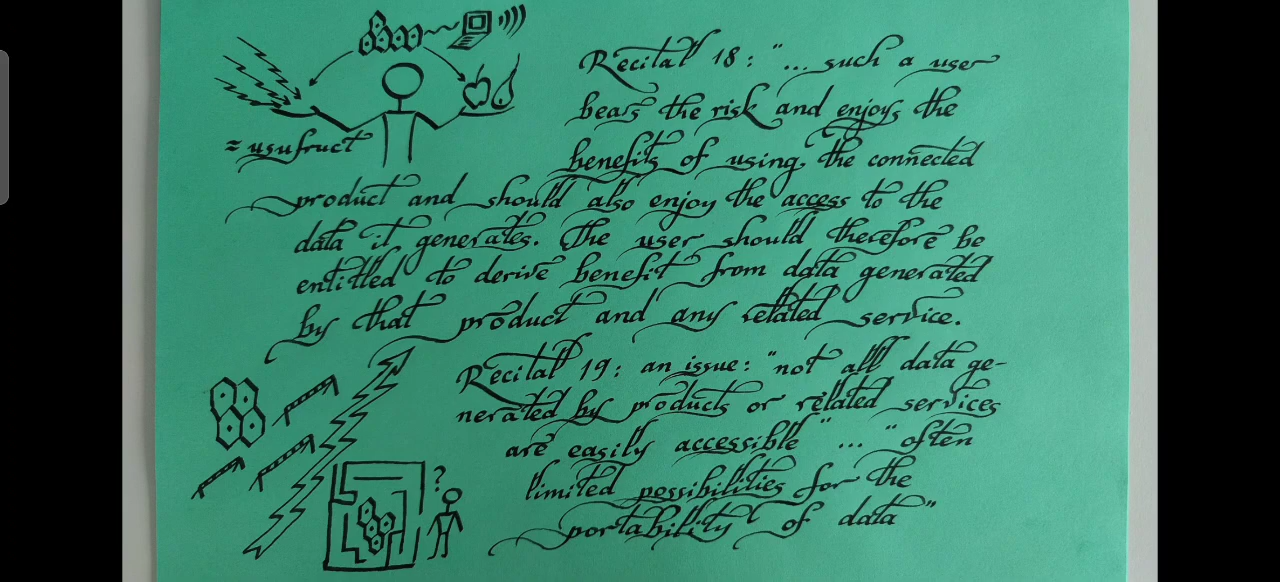 Recital 18: "... such a user
bears the risk and enjoys the
≈ usufruct
benefits of using the connected
product and should also enjoy the access to the
data it generates. The user should therefore be
entitled to derive benefit from data generated
by that product and any related service.
Recital 19: an issue: "not all data ge-
nerated by products or related services
are easily accessible" ... "often
limited possibilities for the
?
portability of data"